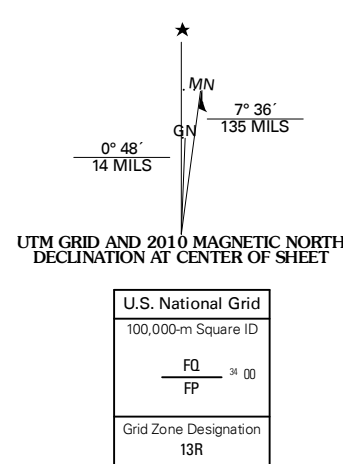 ★
MN
7° 36´
135 MILS
GN
0° 48´
14 MILS
UTM GRID AND 2010 MAGNETIC NORTH
DECLINATION AT CENTER OF SHEET
U.S. National Grid
100,000-m Square ID
FQ
34 00
FP
Grid Zone Designation
13R